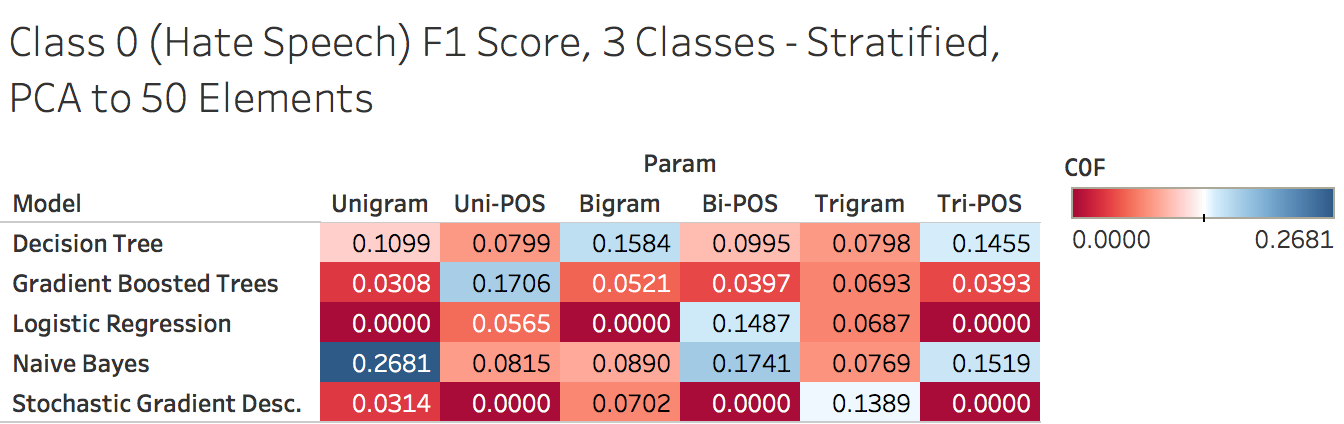 Class 0 (Hate Speech) F1 Score, 3 Classes - Stratified,
PCA to 50 Elements
Param
C0F
Model Unigram Uni-POS Bigram Bi-POS Trigram Tri-POS
0.0000 0.2681
Decision Tree 0.1099 0.0799 0.1584 0.0995 0.0798 0.1455
Gradient Boosted Trees 0.0308 0.1706 0.0521 0.0397 0.0693 0.0393
Logistic Regression 0.0000 0.0565 0.0000 0.1487 0.0687 0.0000
Naive Bayes 0.2681 0.0815 0.0890 0.1741 0.0769 0.1519
Stochastic Gradient Desc. 0.0314 0.0000 0.0702 0.0000 0.1389 0.0000